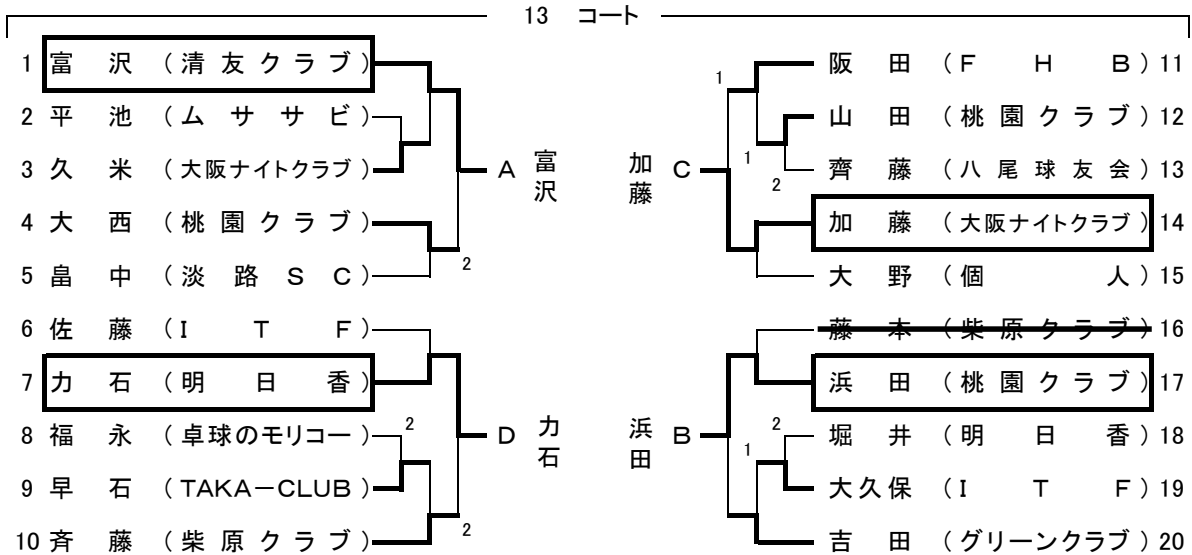 13 コート
1 富 沢 (清友クラブ)
2 平 池 (ムササビ)
3 久 米 (大阪ナイトクラブ)
4 大 西 (桃園クラブ)
5 畠 中 (淡路SC)
2
A 富沢
6 佐 藤 (ITF)
7 力 石 (明日香)
8 福 永 (卓球のモリコー)
2
9 早 石 (TAKA-CLUB)
10 斉 藤 (柴原クラブ)
2
D 力石
加藤 C
1
阪 田 (FHB) 11
山 田 (桃園クラブ) 12
1
2
齊 藤 (八尾球友会) 13
加 藤 (大阪ナイトクラブ) 14
大 野 (個人) 15
浜田 B
藤 本 (柴原クラブ) 16
浜 田 (桃園クラブ) 17
2
堀 井 (明日香) 18
1
大久保 (ITF) 19
吉 田 (グリーンクラブ) 20